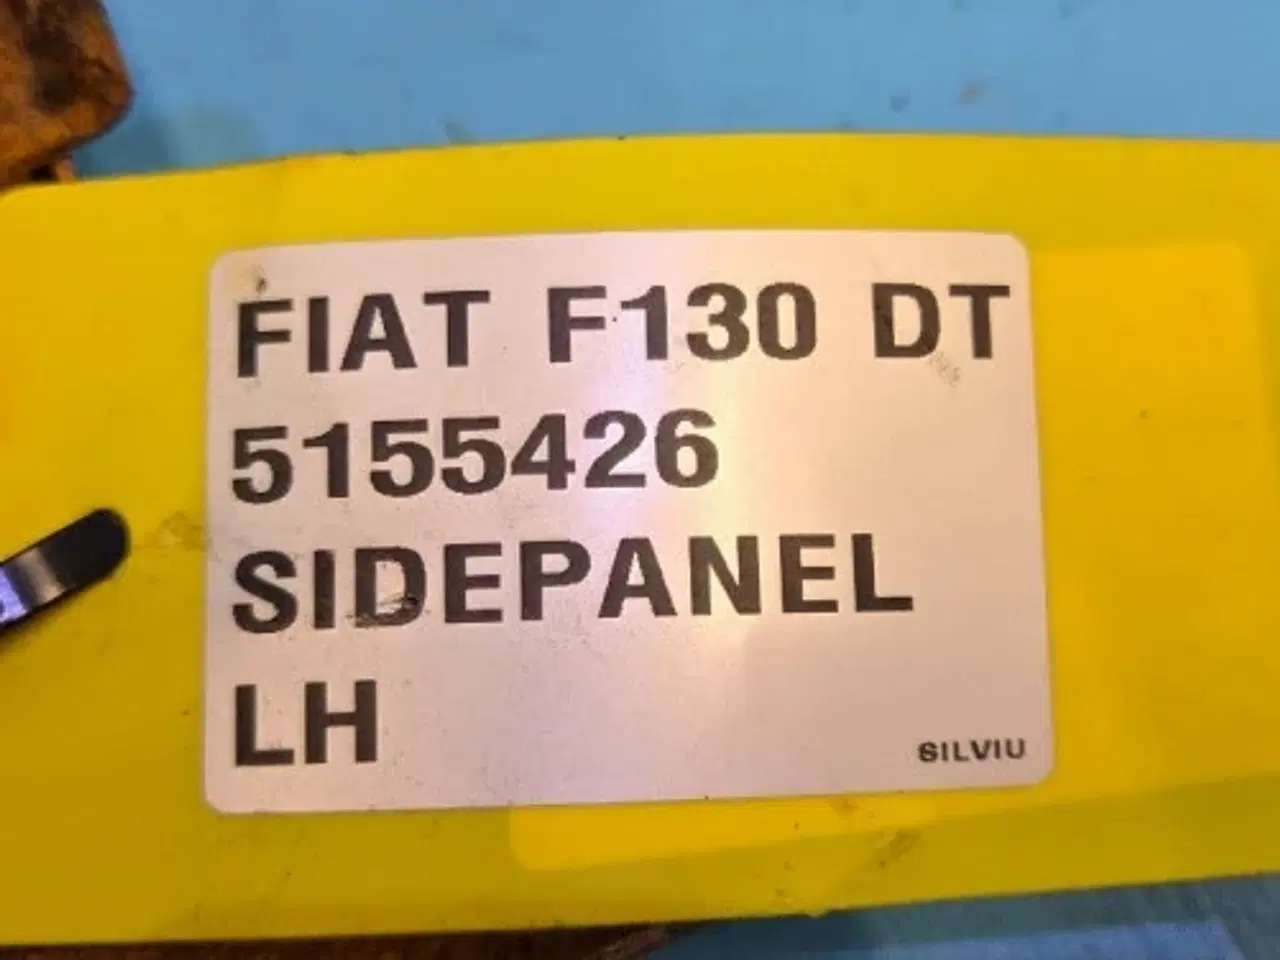 FIAT F130 DT
5155426
SIDEPANEL
LH
SILVIU